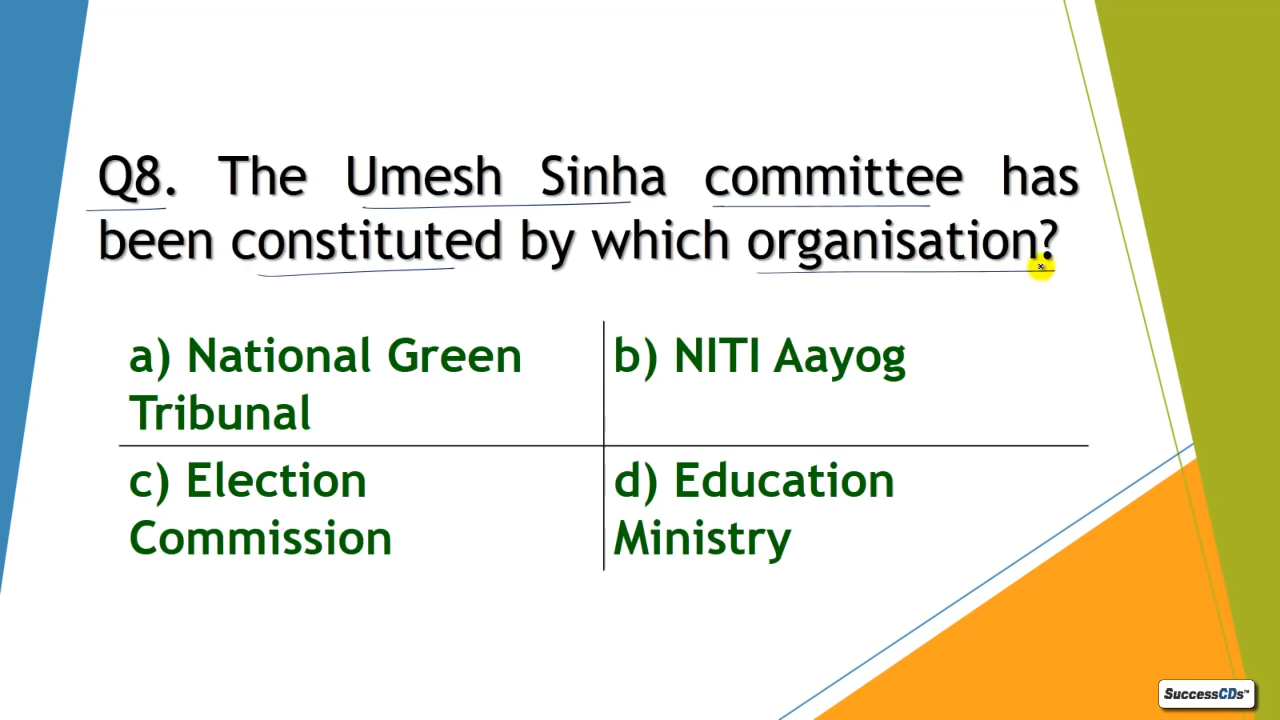 Q8. The Umesh Sinha committee has
been constituted by which organisation?
a) National Green
Tribunal
b) NITI Aayog
c) Election
Commission
d) Education
Ministry
SuccessCDs™